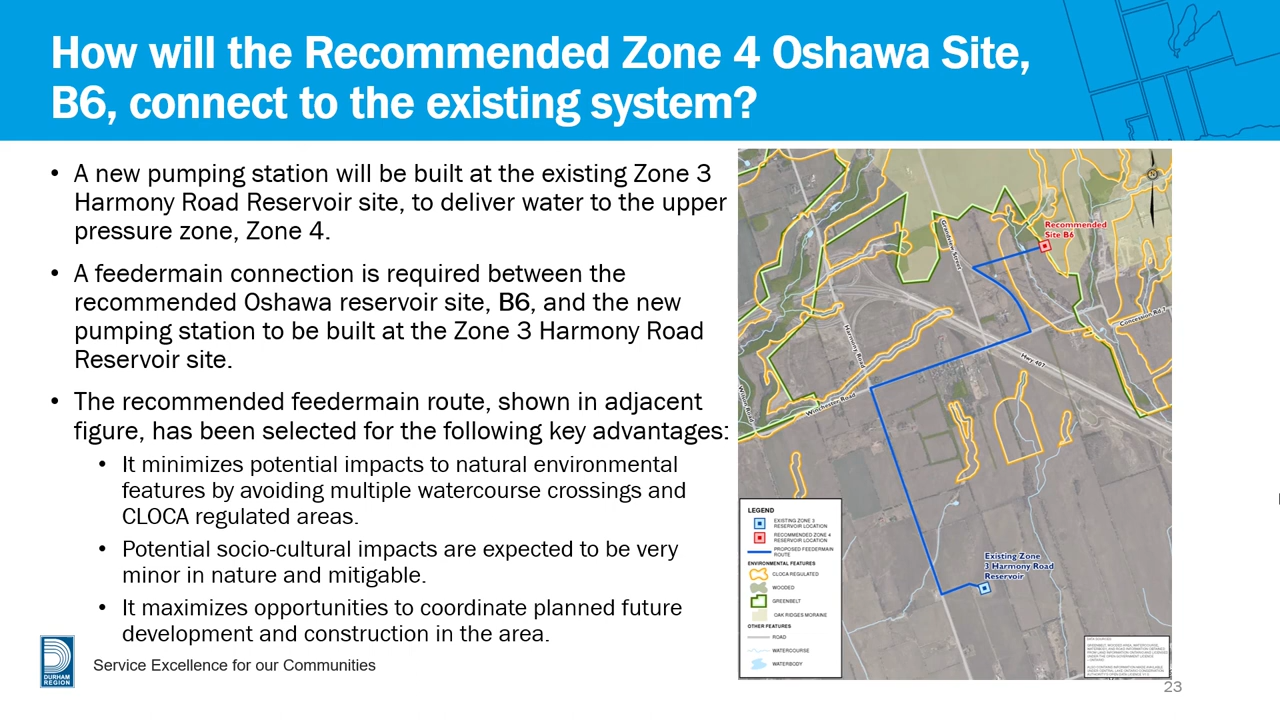 How will the Recommended Zone 4 Oshawa Site,
B6, connect to the existing system?
• A new pumping station will be built at the existing Zone 3
Harmony Road Reservoir site, to deliver water to the upper
pressure zone, Zone 4.
• A feedermain connection is required between the
recommended Oshawa reservoir site, B6, and the new
pumping station to be built at the Zone 3 Harmony Road
Reservoir site.
• The recommended feedermain route, shown in adjacent
figure, has been selected for the following key advantages:
• It minimizes potential impacts to natural environmental
features by avoiding multiple watercourse crossings and
CLOCA regulated areas.
• Potential socio-cultural impacts are expected to be very
minor in nature and mitigable.
• It maximizes opportunities to coordinate planned future
development and construction in the area.
Recommended
Site B6
Grandview Street
Concession Rd 7
Harmony Road
Hwy 407
Winchester Road
Wilson Road
Existing Zone
3 Harmony Road
Reservoir
LEGEND
EXISTING ZONE 3
RESERVOIR LOCATION
RECOMMENDED ZONE 4
RESERVOIR LOCATION
PROPOSED FEEDERMAIN
ROUTE
ENVIRONMENTAL FEATURES
CLOCA REGULATED
WOODED
GREENBELT
OAK RIDGES MORAINE
OTHER FEATURES
ROAD
WATERCOURSE
WATERBODY
DURHAM
REGION
Service Excellence for our Communities
23